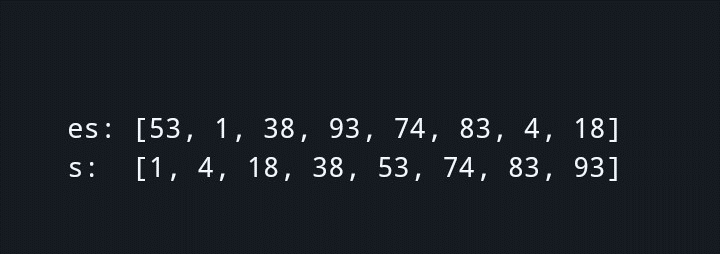 es: [53, 1, 38, 93, 74, 83, 4, 18]
s:  [1, 4, 18, 38, 53, 74, 83, 93]